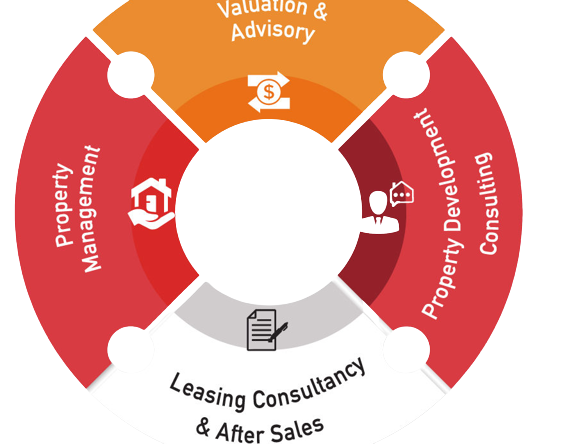 Valuation &
Advisory
$
Property
Management
Property Development
Consulting
Leasing Consultancy
& After Sales